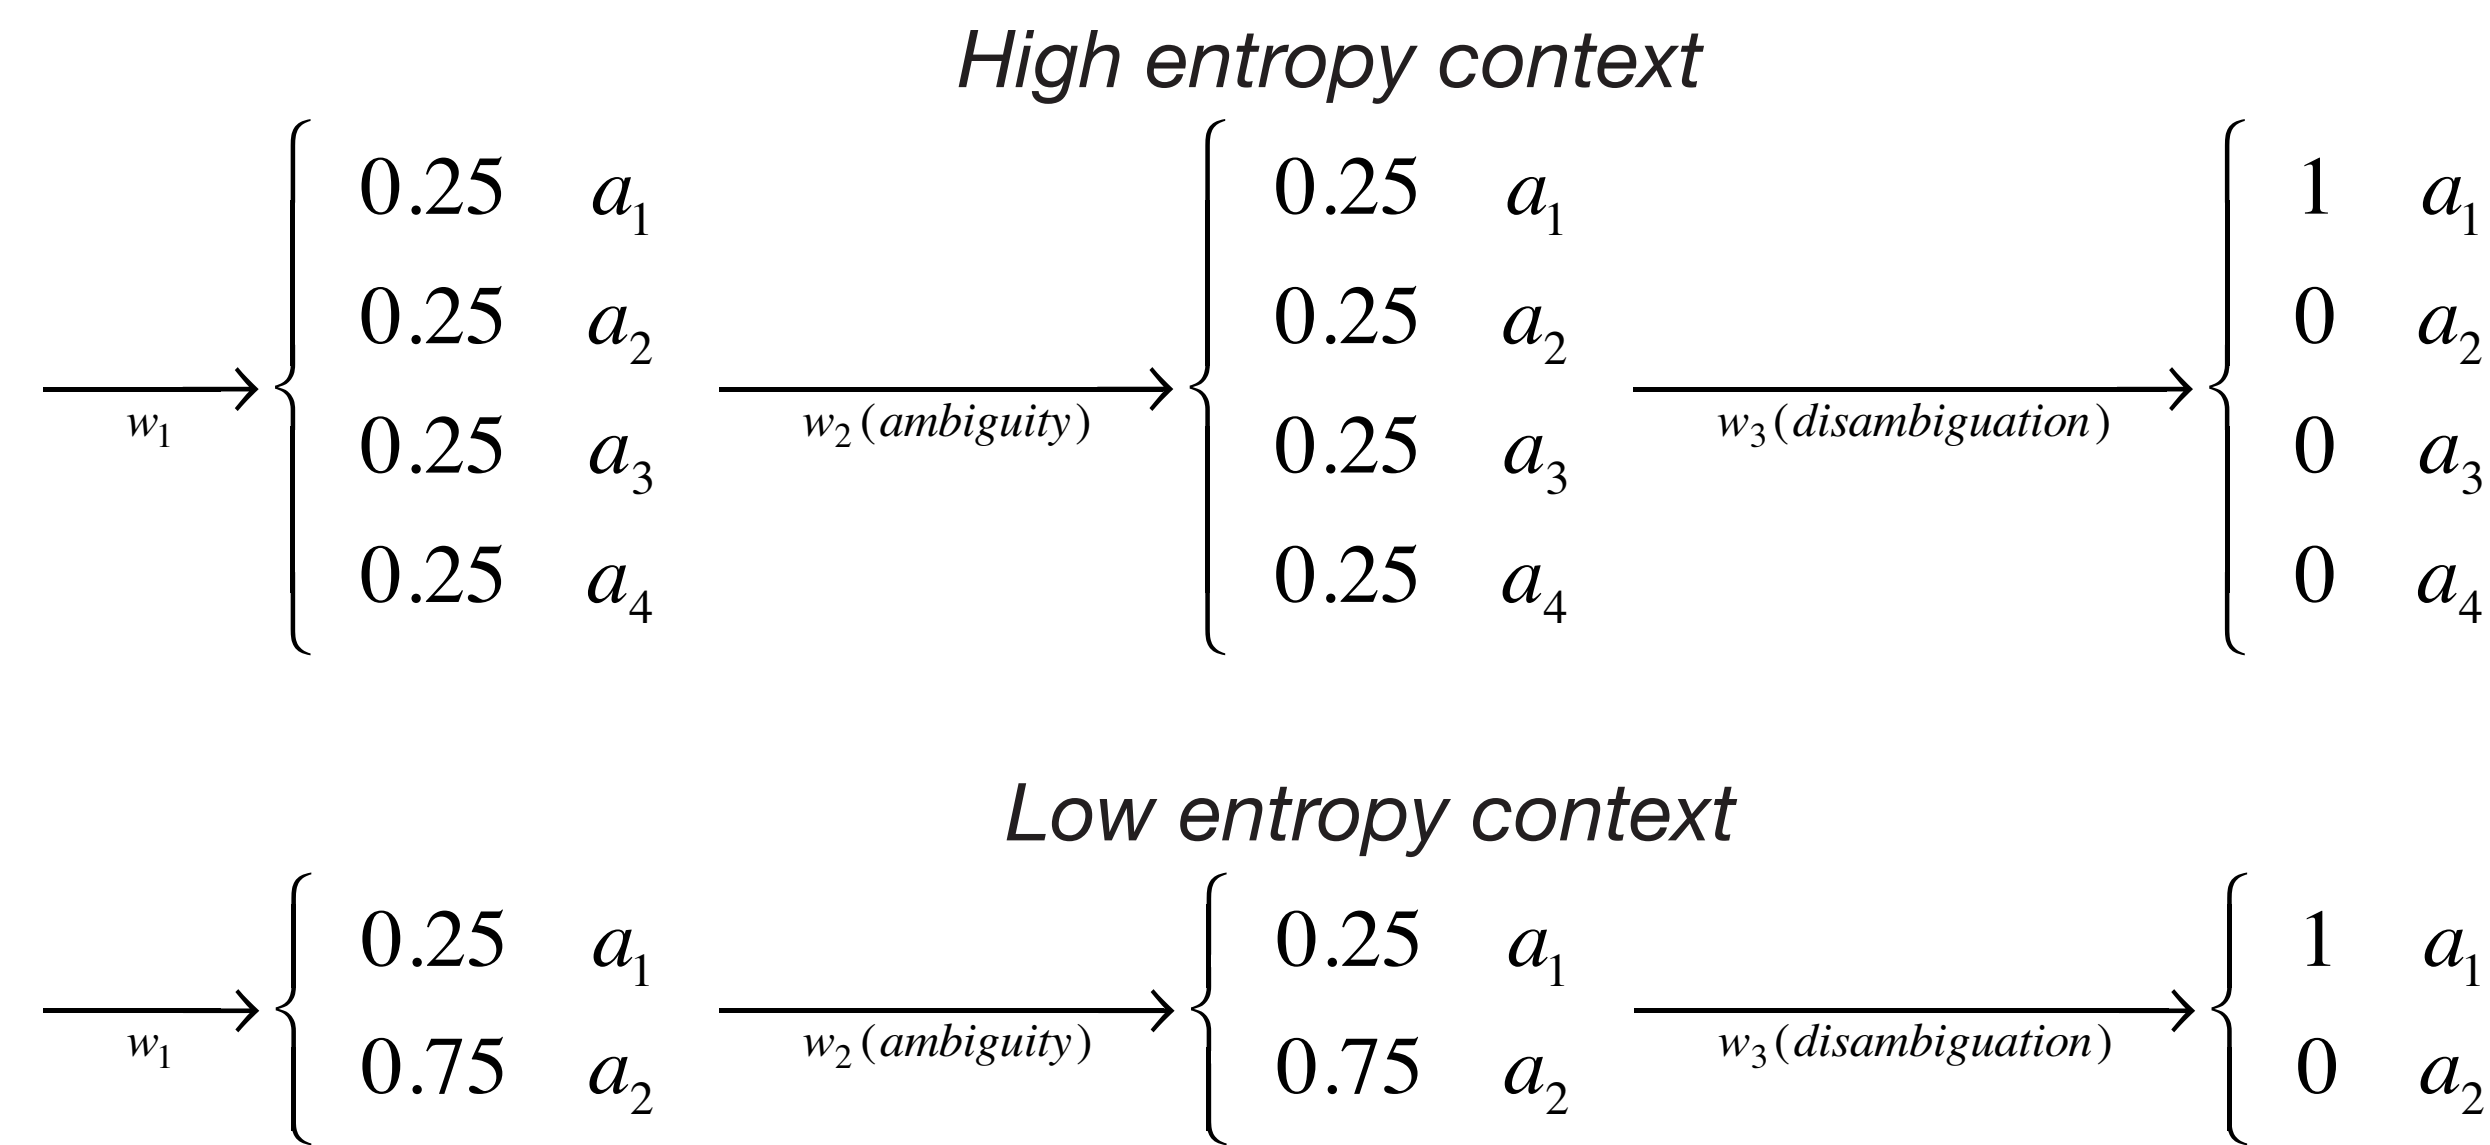 High entropy context
0.25 a₁ 0.25 a₁ 1 a₁
0.25 a₂ 0.25 a₂ 0 a₂
w₁ w₂ (ambiguity) w₃ (disambiguation)
0.25 a₃ 0.25 a₃ 0 a₃
0.25 a₄ 0.25 a₄ 0 a₄
Low entropy context
0.25 a₁ 0.25 a₁ 1 a₁
w₁ w₂ (ambiguity) w₃ (disambiguation)
0.75 a₂ 0.75 a₂ 0 a₂